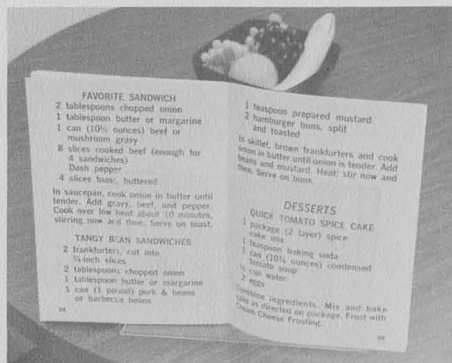 FAVORITE SANDWICH
2 tablespoons chopped onion
1 tablespoon butter or margarine
1 can (10½ ounces) beef or
mushroom gravy
8 slices cooked beef (enough for
4 sandwiches)
Dash pepper
4 slices toast, buttered
In saucepan, cook onion in butter until
tender. Add gravy, beef, and pepper.
Cook over low heat about 10 minutes,
stirring now and then. Serve on toast.
TANGY BEAN SANDWICHES
2 frankfurters, cut into
¼-inch slices
2 tablespoons chopped onion
1 tablespoon butter or margarine
1 can (1 pound) pork & beans
or barbecue beans
1 teaspoon prepared mustard
2 hamburger buns, split
and toasted
In skillet, brown frankfurters and cook
onion in butter until onion is tender. Add
beans and mustard. Heat; stir now and
then. Serve on buns.
DESSERTS
QUICK TOMATO SPICE CAKE
1 package (2 layer) spice
cake mix
1 teaspoon baking soda
1 can (10¾ ounces) condensed
tomato soup
can water
2 eggs
Combine ingredients. Mix and bake
cake as directed on package. Frost with
Cream Cheese Frosting.